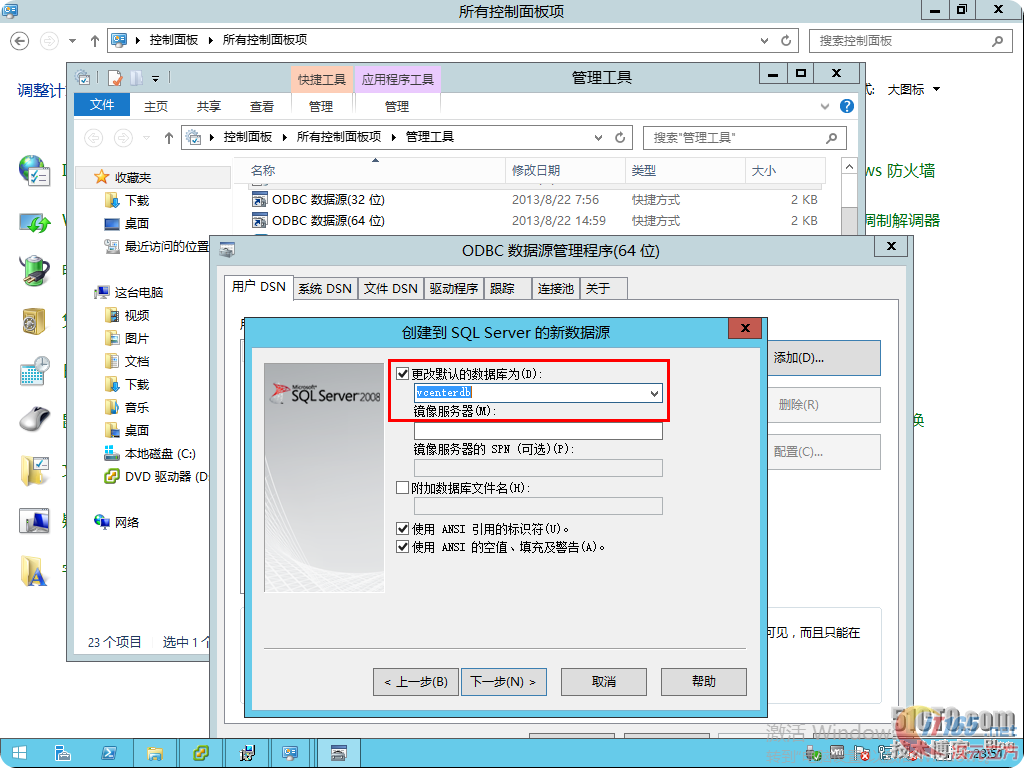 所有控制面板项
控制面板 所有控制面板项
搜索控制面板
调整计
大图标
管理工具
快捷工具 应用程序工具
文件 主页 共享 查看 管理 管理
控制面板 所有控制面板项 管理工具
搜索"管理工具"
名称 修改日期 类型 大小
ODBC 数据源(32 位) 2013/8/22 7:56 快捷方式 2 KB
ODBC 数据源(64 位) 2013/8/22 14:59 快捷方式 2 KB
收藏夹
下载
桌面
最近访问的位置
这台电脑
视频
图片
文档
下载
音乐
桌面
本地磁盘 (C:)
DVD 驱动器 (D
网络
23 个项目 选中 1 个
ws 防火墙
调制解调器
换
ODBC 数据源管理程序(64 位)
用户 DSN 系统 DSN 文件 DSN 驱动程序 跟踪 连接池 关于
添加(D)...
删除(R)
配置(C)...
可见，而且只能在
创建到 SQL Server 的新数据源
Microsoft
SQL Server 2008
更改默认的数据库为(D):
vcenterdb
镜像服务器(M):
镜像服务器的 SPN (可选)(P):
附加数据库文件名(H):
使用 ANSI 引用的标识符(U)。
使用 ANSI 的空值、填充及警告(A)。
< 上一步(B) 下一步(N) > 取消 帮助
激活 Windows
51CTO.com
技术博客 Blog